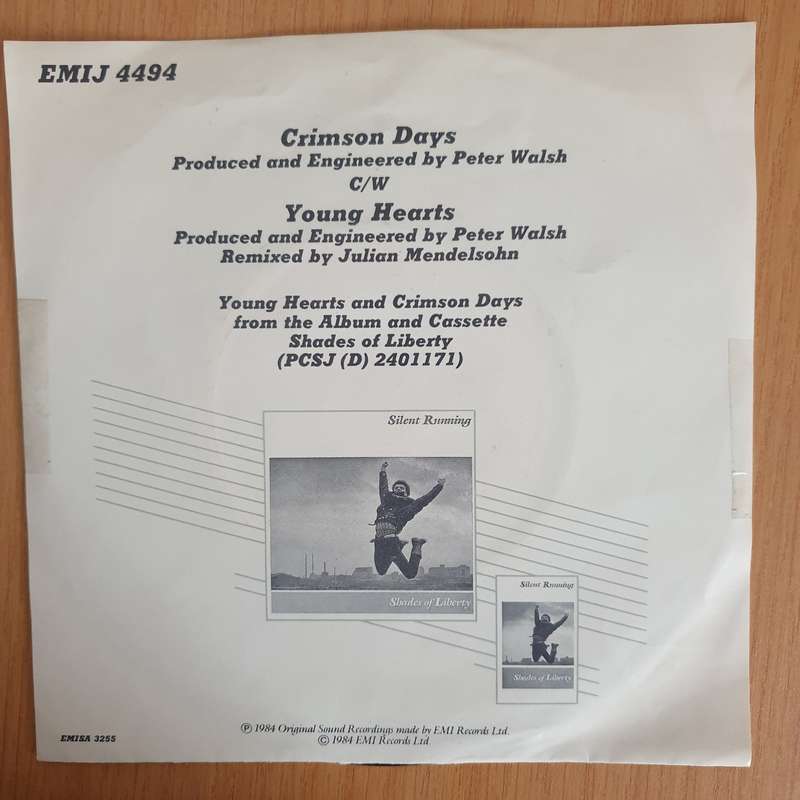 EMIJ 4494
Crimson Days
Produced and Engineered by Peter Walsh
C/W
Young Hearts
Produced and Engineered by Peter Walsh
Remixed by Julian Mendelsohn
Young Hearts and Crimson Days
from the Album and Cassette
Shades of Liberty
(PCSJ (D) 2401171)
Silent Running
Shades of Liberty
Silent Running
Shades of Liberty
Ⓟ 1984 Original Sound Recordings made by EMI Records Ltd.
© 1984 EMI Records Ltd.
EMISA 3255